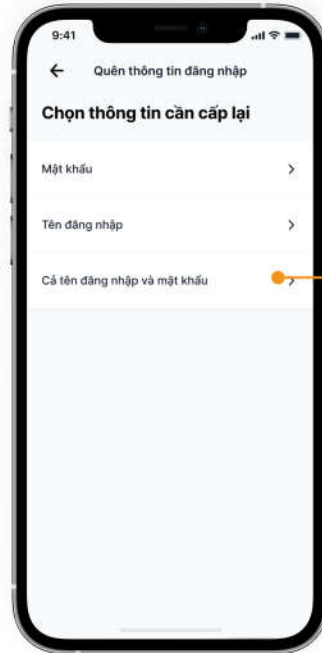 9:41
Quên thông tin đăng nhập
Chọn thông tin cần cấp lại
Mật khẩu
Tên đăng nhập
Cả tên đăng nhập và mật khẩu